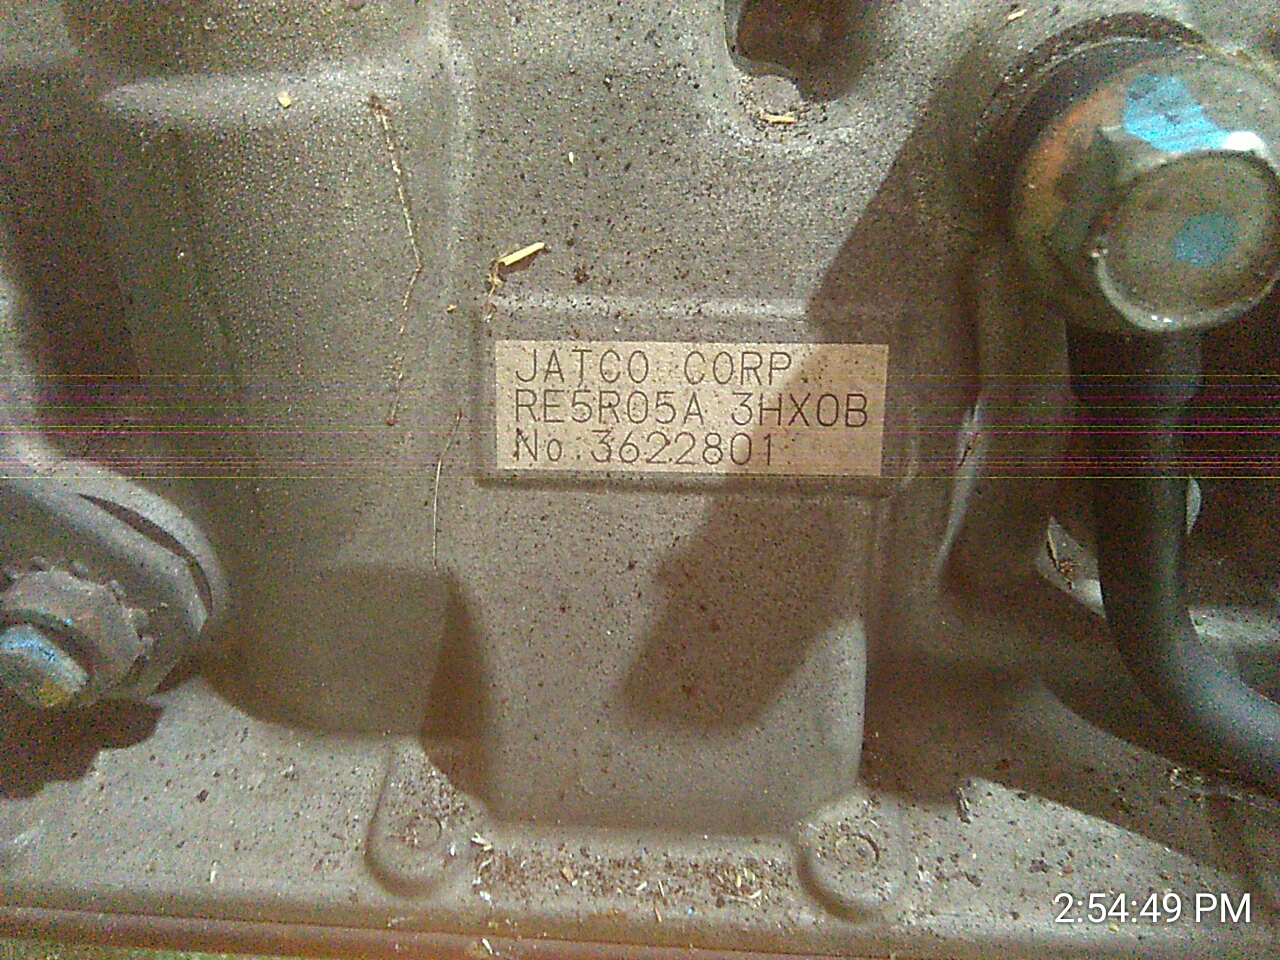 JATCO CORP
RE5R05A 3HX0B
No.3622801
2:54:49 PM